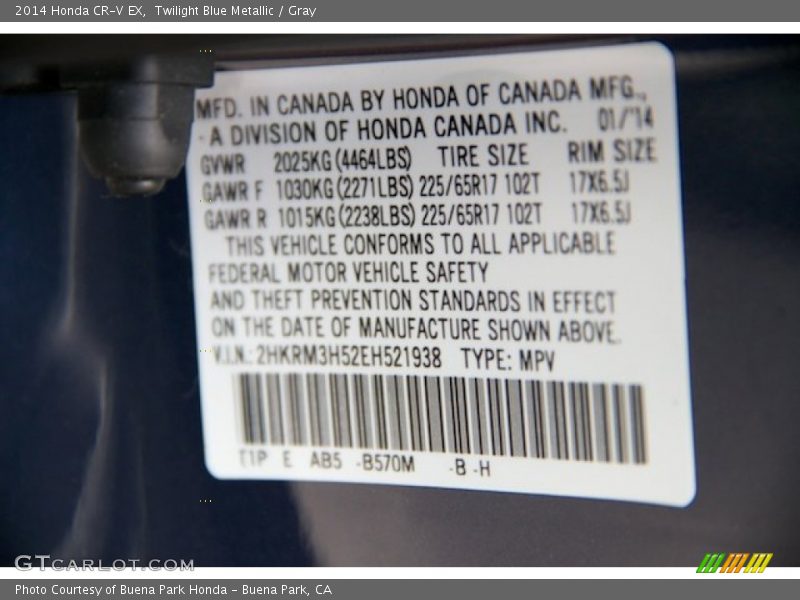 2014 Honda CR-V EX, Twilight Blue Metallic / Gray
MFD. IN CANADA BY HONDA OF CANADA MFG.,
A DIVISION OF HONDA CANADA INC. 01/'14
GVWR 2025KG(4464LBS) TIRE SIZE RIM SIZE
GAWR F 1030KG(2271LBS) 225/65R17 102T 17X6.5J
GAWR R 1015KG(2238LBS) 225/65R17 102T 17X6.5J
THIS VEHICLE CONFORMS TO ALL APPLICABLE
FEDERAL MOTOR VEHICLE SAFETY
AND THEFT PREVENTION STANDARDS IN EFFECT
ON THE DATE OF MANUFACTURE SHOWN ABOVE.
V.I.N.: 2HKRM3H52EH521938 TYPE: MPV
T1P E AB5 -B570M -B -H
GTCARLOT.COM
Photo Courtesy of Buena Park Honda - Buena Park, CA